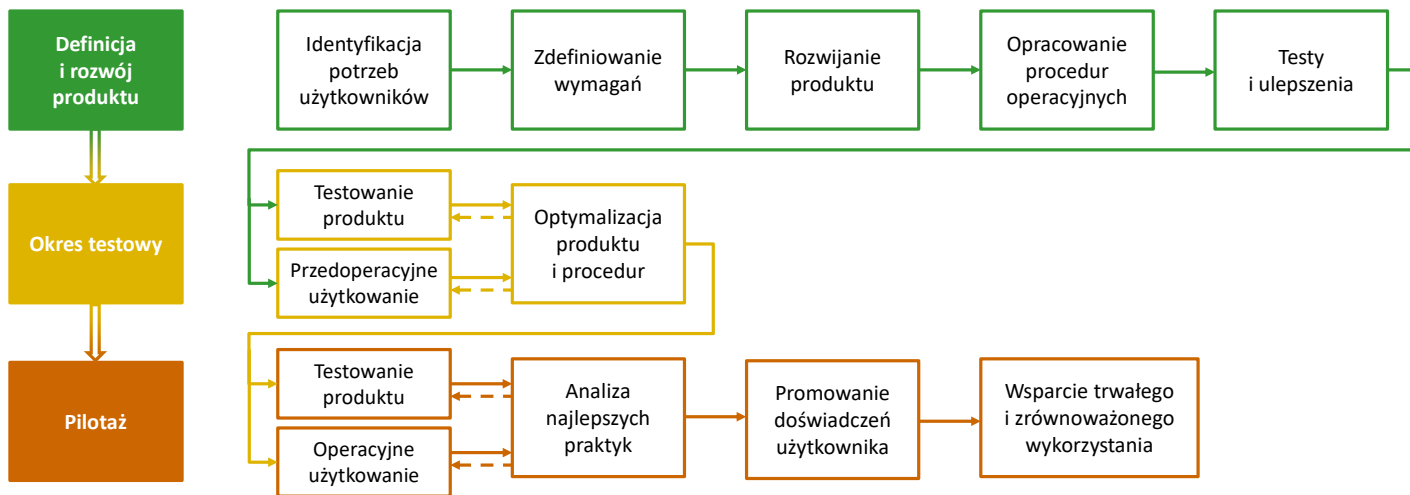 Definicja
i rozwój
produktu
Identyfikacja
potrzeb
użytkowników
Zdefiniowanie
wymagań
Rozwijanie
produktu
Opracowanie
procedur
operacyjnych
Testy
i ulepszenia
Okres testowy
Testowanie
produktu
Przedoperacyjne
użytkowanie
Optymalizacja
produktu
i procedur
Pilotaż
Testowanie
produktu
Operacyjne
użytkowanie
Analiza
najlepszych
praktyk
Promowanie
doświadczeń
użytkownika
Wsparcie trwałego
i zrównoważonego
wykorzystania